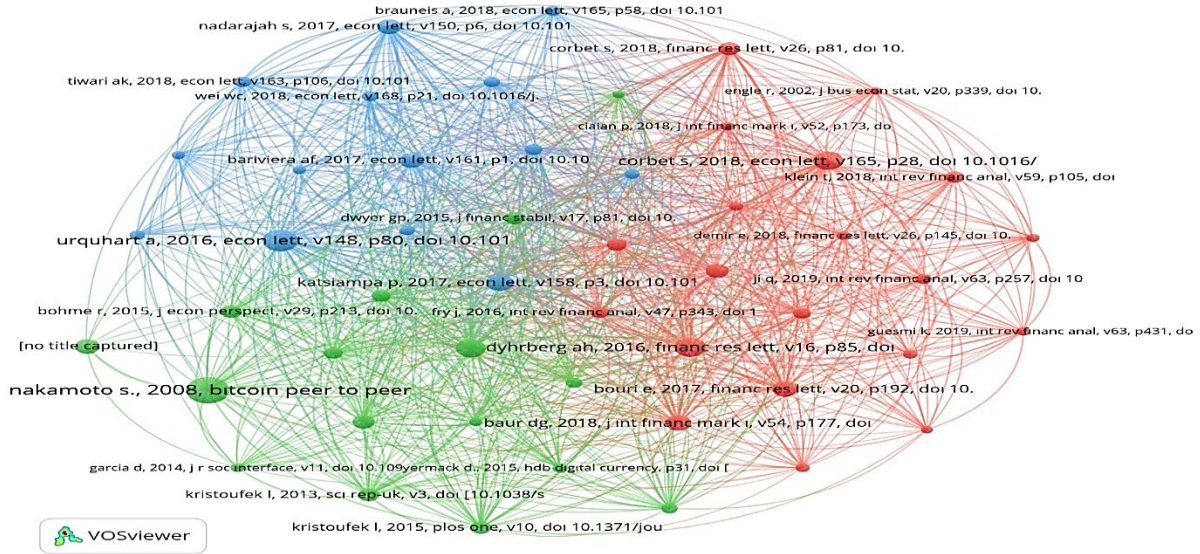 brauneis a, 2018, econ lett, v165, p58, doi 10.101
nadarajah s, 2017, econ lett, v150, p6, doi 10.101
corbet s, 2018, financ res lett, v26, p81, doi 10.
tiwari ak, 2018, econ lett, v163, p106, doi 10.101
engle r, 2002, j bus econ stat, v20, p339, doi 10.
wei wc, 2018, econ lett, v168, p21, doi 10.1016/j.
ciaian p, 2018, j int financ mark i, v52, p173, do
bariviera af, 2017, econ lett, v161, p1, doi 10.10
corbet s, 2018, econ lett, v165, p28, doi 10.1016/
klein t, 2018, int rev financ anal, v59, p105, doi
dwyer gp, 2015, j financ stabil, v17, p81, doi 10.
urquhart a, 2016, econ lett, v148, p80, doi 10.101
demir e, 2018, financ res lett, v26, p145, doi 10.
katsiampa p, 2017, econ lett, v158, p3, doi 10.101
ji q, 2019, int rev financ anal, v63, p257, doi 10
bohme r, 2015, j econ perspect, v29, p213, doi 10.
fry j, 2016, int rev financ anal, v47, p343, doi 1
guesmi k, 2019, int rev financ anal, v63, p431, do
[no title captured]
dyhrberg ah, 2016, financ res lett, v16, p85, doi
nakamoto s., 2008, bitcoin peer to peer
bouri e, 2017, financ res lett, v20, p192, doi 10.
baur dg, 2018, j int financ mark i, v54, p177, doi
garcia d, 2014, j r soc interface, v11, doi 10.109
yermack d., 2015, hdb digital currency, p31, doi [
kristoufek l, 2013, sci rep-uk, v3, doi [10.1038/s
kristoufek l, 2015, plos one, v10, doi 10.1371/jou
VOSviewer